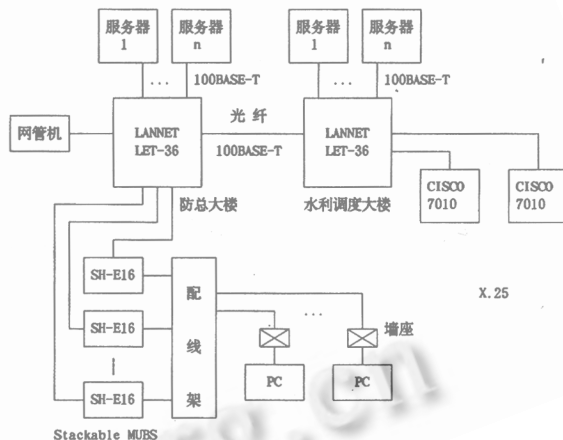 服务器 服务器 服务器 服务器
1 n 1 n
... 100BASE-T ... 100BASE-T
网管机
LANNET
LET-36
光 纤
100BASE-T
LANNET
LET-36
CISCO
7010
CISCO
7010
防总大楼
水利调度大楼
SH-E16
SH-E16
SH-E16
配
线
架
...
X.25
墙座
PC
PC
Stackable MUBS